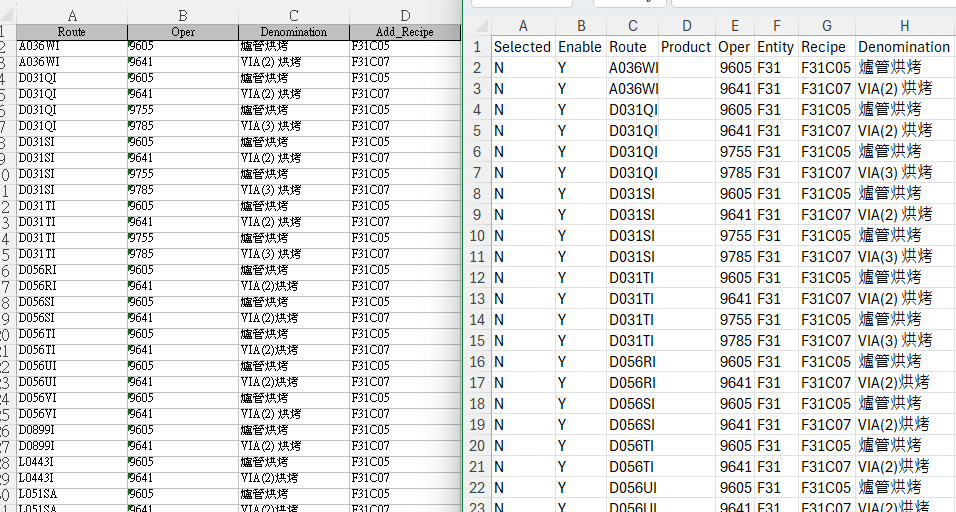 A B C D
1 Route Oper Denomination Add_Recipe
2 A036WI 9605 爐管烘烤 F31C05
3 A036WI 9641 VIA(2) 烘烤 F31C07
4 D031QI 9605 爐管烘烤 F31C05
5 D031QI 9641 VIA(2) 烘烤 F31C07
6 D031QI 9755 爐管烘烤 F31C05
7 D031QI 9785 VIA(3) 烘烤 F31C07
8 D031SI 9605 爐管烘烤 F31C05
9 D031SI 9641 VIA(2) 烘烤 F31C07
0 D031SI 9755 爐管烘烤 F31C05
1 D031SI 9785 VIA(3) 烘烤 F31C07
2 D031TI 9605 爐管烘烤 F31C05
3 D031TI 9641 VIA(2) 烘烤 F31C07
4 D031TI 9755 爐管烘烤 F31C05
5 D031TI 9785 VIA(3) 烘烤 F31C07
6 D056RI 9605 爐管烘烤 F31C05
7 D056RI 9641 VIA(2)烘烤 F31C07
8 D056SI 9605 爐管烘烤 F31C05
9 D056SI 9641 VIA(2)烘烤 F31C07
20 D056TI 9605 爐管烘烤 F31C05
21 D056TI 9641 VIA(2)烘烤 F31C07
22 D056UI 9605 爐管烘烤 F31C05
23 D056UI 9641 VIA(2)烘烤 F31C07
24 D056VI 9605 爐管烘烤 F31C05
25 D056VI 9641 VIA(2) 烘烤 F31C07
26 D0899I 9605 爐管烘烤 F31C05
27 D0899I 9641 VIA(2) 烘烤 F31C07
28 L0443I 9605 爐管烘烤 F31C05
29 L0443I 9641 VIA(2) 烘烤 F31C07
30 L051SA 9605 爐管烘烤 F31C05
L051SA 9641 VIA(2)烘烤 F31C07
A B C D E F G H
1 Selected Enable Route Product Oper Entity Recipe Denomination
2 N Y A036WI 9605 F31 F31C05 爐管烘烤
3 N Y A036WI 9641 F31 F31C07 VIA(2) 烘烤
4 N Y D031QI 9605 F31 F31C05 爐管烘烤
5 N Y D031QI 9641 F31 F31C07 VIA(2) 烘烤
6 N Y D031QI 9755 F31 F31C05 爐管烘烤
7 N Y D031QI 9785 F31 F31C07 VIA(3) 烘烤
8 N Y D031SI 9605 F31 F31C05 爐管烘烤
9 N Y D031SI 9641 F31 F31C07 VIA(2) 烘烤
10 N Y D031SI 9755 F31 F31C05 爐管烘烤
11 N Y D031SI 9785 F31 F31C07 VIA(3) 烘烤
12 N Y D031TI 9605 F31 F31C05 爐管烘烤
13 N Y D031TI 9641 F31 F31C07 VIA(2) 烘烤
14 N Y D031TI 9755 F31 F31C05 爐管烘烤
15 N Y D031TI 9785 F31 F31C07 VIA(3) 烘烤
16 N Y D056RI 9605 F31 F31C05 爐管烘烤
17 N Y D056RI 9641 F31 F31C07 VIA(2)烘烤
18 N Y D056SI 9605 F31 F31C05 爐管烘烤
19 N Y D056SI 9641 F31 F31C07 VIA(2)烘烤
20 N Y D056TI 9605 F31 F31C05 爐管烘烤
21 N Y D056TI 9641 F31 F31C07 VIA(2)烘烤
22 N Y D056UI 9605 F31 F31C05 爐管烘烤
23 N Y D056UI 9641 F31 F31C07 VIA(2)烘烤